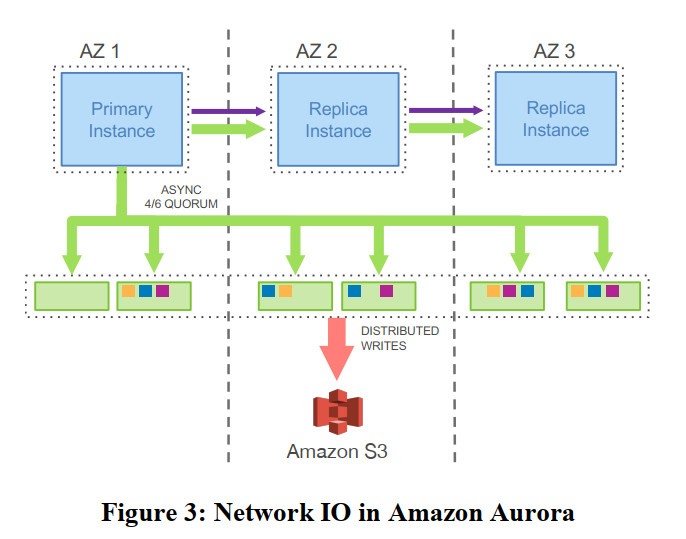 AZ 1
AZ 2
AZ 3
Primary
Instance
Replica
Instance
Replica
Instance
ASYNC
4/6 QUORUM
DISTRIBUTED
WRITES
Amazon S3
Figure 3: Network IO in Amazon Aurora